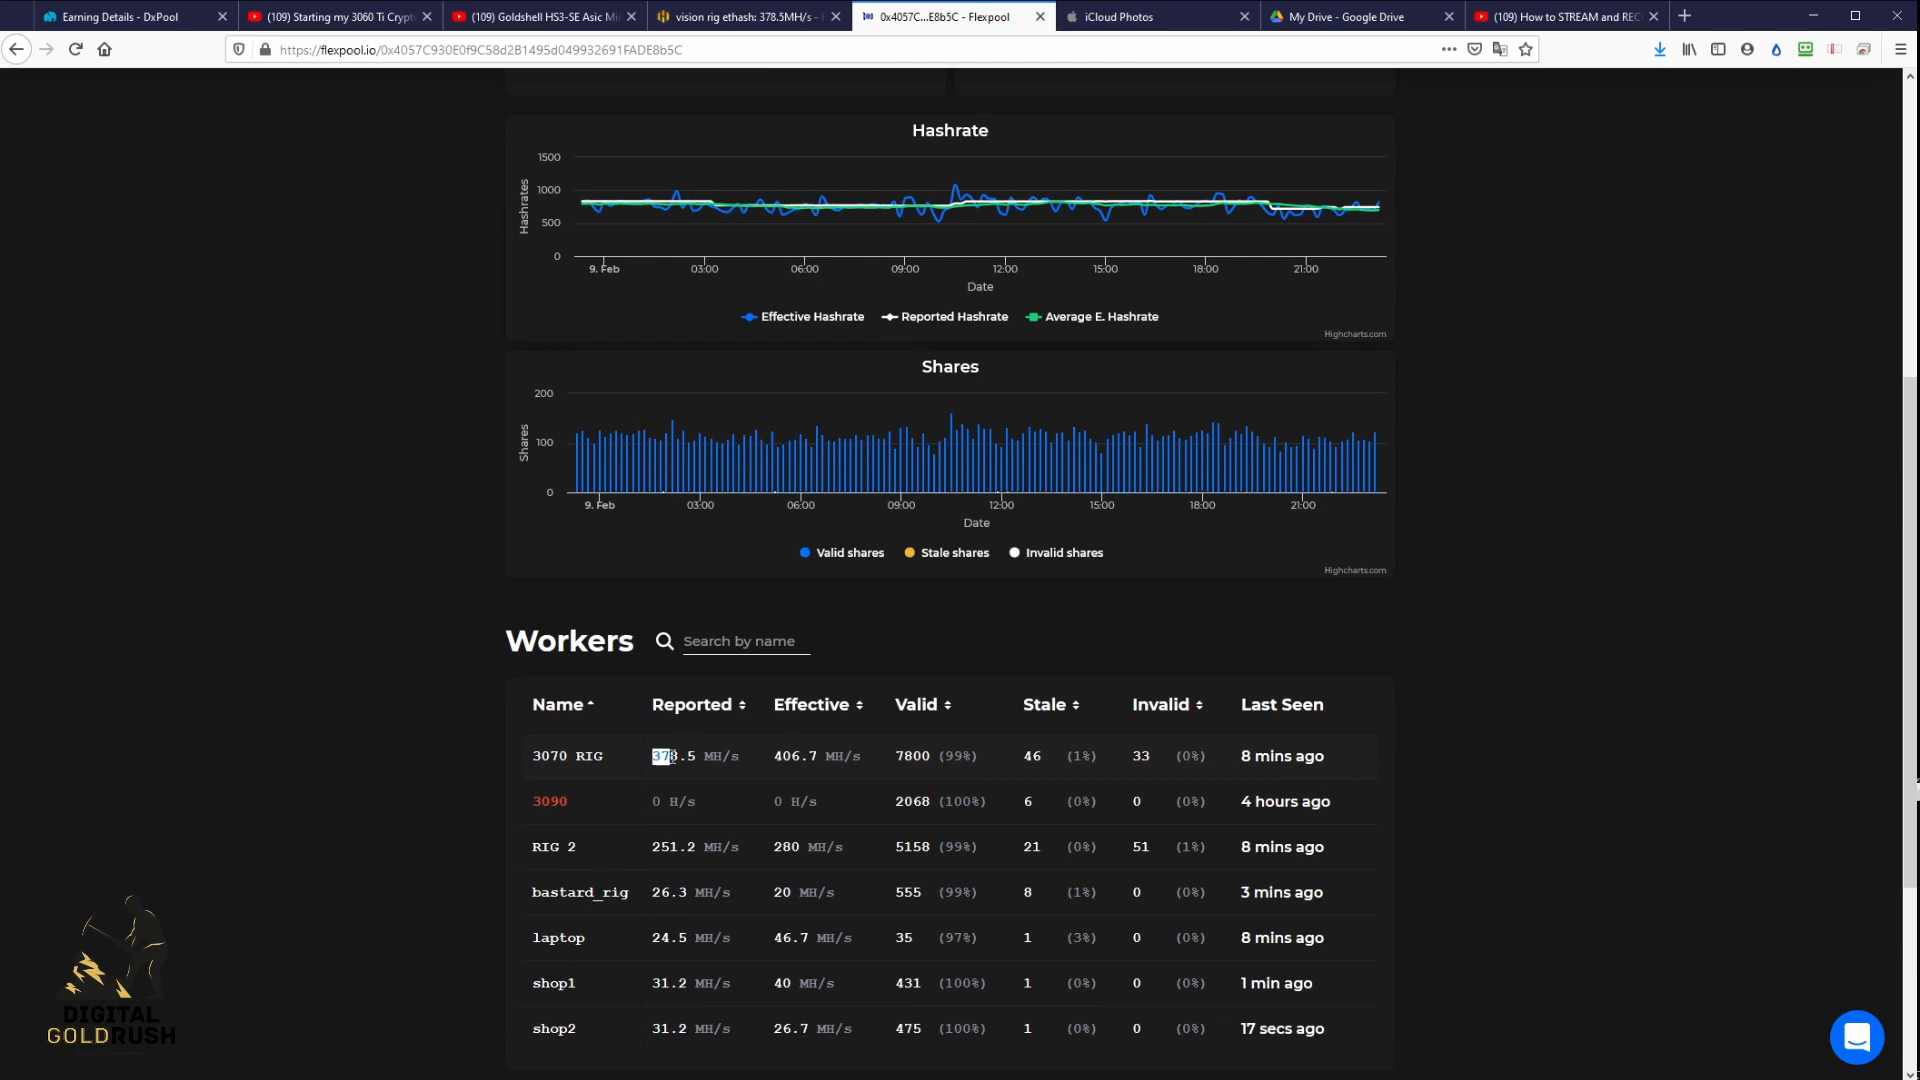 Earning Details - DxPool
(109) Starting my 3060 Ti Crypt
(109) Goldshell HS3-SE Asic Mi
vision rig ethash: 378.5MH/s -
0x4057C...E8b5C - Flexpool
iCloud Photos
My Drive - Google Drive
(109) How to STREAM and REC
https://flexpool.io/0x4057C930E0f9C58d2B1495d049932691FADE8b5C
Hashrate
Hashrates
1500
1000
500
0
9. Feb 03:00 06:00 09:00 12:00 15:00 18:00 21:00
Date
Effective Hashrate Reported Hashrate Average E. Hashrate
Highcharts.com
Shares
Shares
200
100
0
9. Feb 03:00 06:00 09:00 12:00 15:00 18:00 21:00
Date
Valid shares Stale shares Invalid shares
Highcharts.com
Workers Search by name
Name Reported Effective Valid Stale Invalid Last Seen
3070 RIG 378.5 MH/s 406.7 MH/s 7800 (99%) 46 (1%) 33 (0%) 8 mins ago
3090 0 H/s 0 H/s 2068 (100%) 6 (0%) 0 (0%) 4 hours ago
RIG 2 251.2 MH/s 280 MH/s 5158 (99%) 21 (0%) 51 (1%) 8 mins ago
bastard_rig 26.3 MH/s 20 MH/s 555 (99%) 8 (1%) 0 (0%) 3 mins ago
laptop 24.5 MH/s 46.7 MH/s 35 (97%) 1 (3%) 0 (0%) 8 mins ago
shop1 31.2 MH/s 40 MH/s 431 (100%) 1 (0%) 0 (0%) 1 min ago
shop2 31.2 MH/s 26.7 MH/s 475 (100%) 1 (0%) 0 (0%) 17 secs ago
DIGITAL
GOLDRUSH